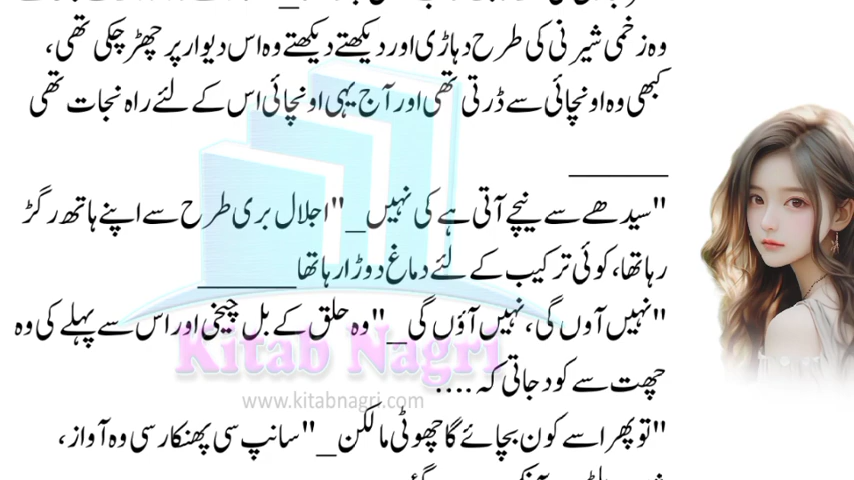 وہ زخمی شیرنی کی طرح دہاڑی اور دیکھتے دیکھتے وہ اس دیوار پر چھڑ چکی تھی،
کبھی وہ اونچائی سے ڈرتی تھی اور آج یہی اونچائی اس کے لئے راہ نجات تھی
______
"سیدھے سے نیچے آتی ہے کی نہیں_" اجلال بری طرح سے اپنے ہاتھ رگڑ
رہا تھا، کوئی ترکیب کے لئے دماغ دوڑا رہا تھا______
"نہیں آوں گی، نہیں آؤں گی_" وہ حلق کے بل چیخی اور اس سے پہلے کی وہ
چھت سے کود جاتی کہ....
"تو پھر اسے کون بچائے گا چھوٹی مالکن_" سانپ سی پھنکار سی وہ آواز،
Kitab Nagri
www.kitabnagri.com